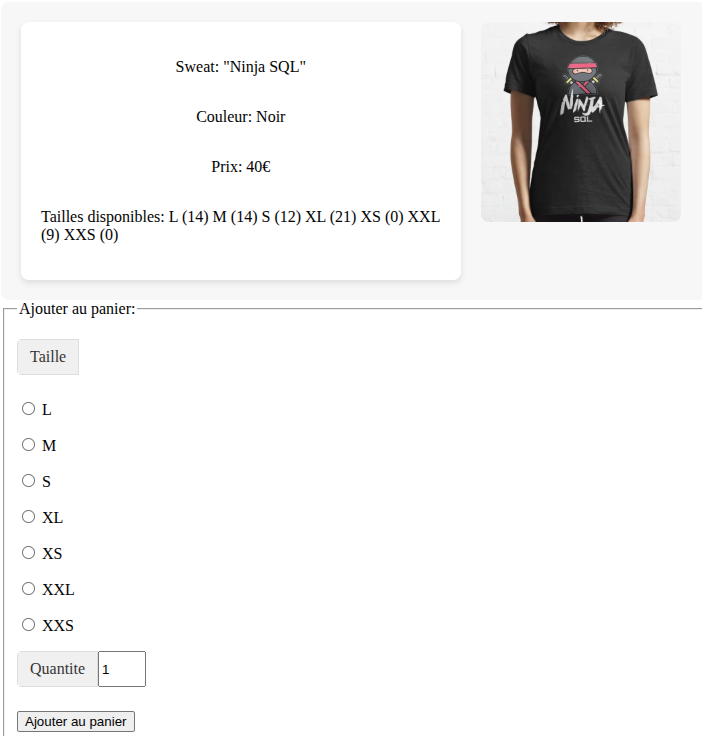 Sweat: "Ninja SQL"
Couleur: Noir
Prix: 40€
Tailles disponibles: L (14) M (14) S (12) XL (21) XS (0) XXL
(9) XXS (0)
NINJA
SQL
Ajouter au panier:
Taille
L
M
S
XL
XS
XXL
XXS
Quantite 1
Ajouter au panier